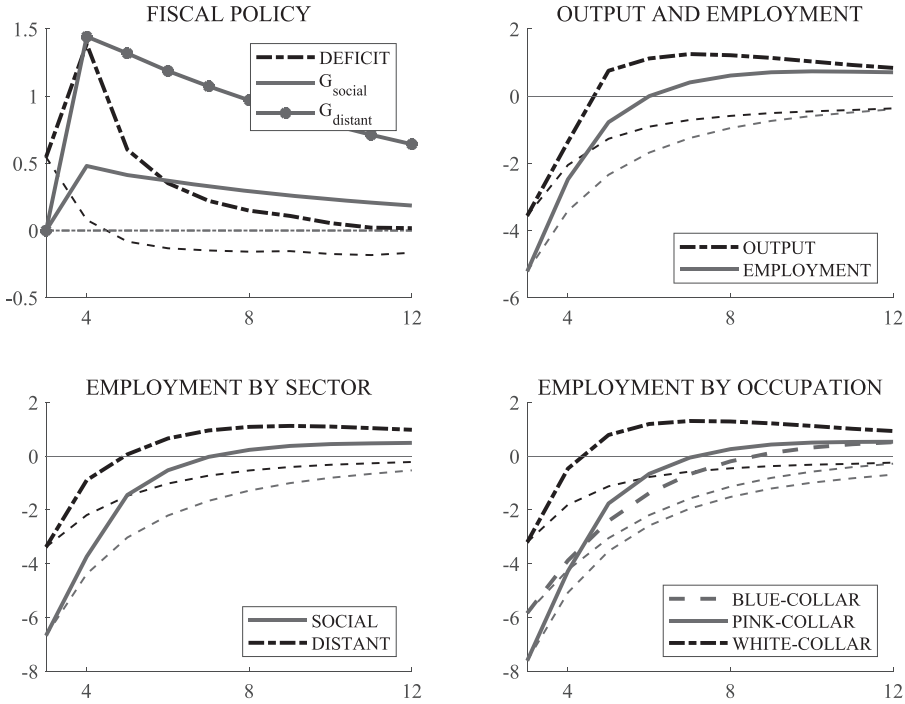 FISCAL POLICY
1.5
1
0.5
0
-0.5
4
8
12
DEFICIT
G social
G distant
OUTPUT AND EMPLOYMENT
2
0
-2
-4
-6
4
8
12
OUTPUT
EMPLOYMENT
EMPLOYMENT BY SECTOR
2
0
-2
-4
-6
-8
4
8
12
SOCIAL
DISTANT
EMPLOYMENT BY OCCUPATION
2
0
-2
-4
-6
-8
4
8
12
BLUE-COLLAR
PINK-COLLAR
WHITE-COLLAR